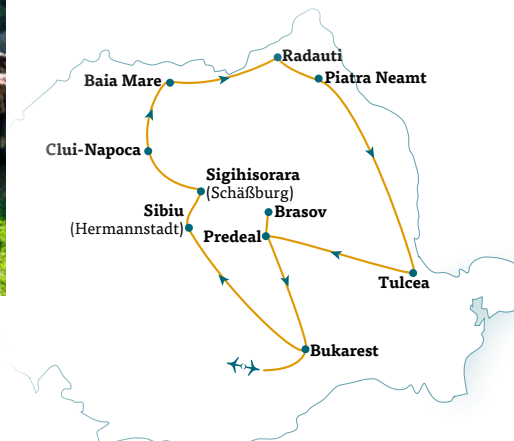 Radauti
Baia Mare
Piatra Neamt
Clui-Napoca
Sigihisorara
(Schäßburg)
Sibiu
(Hermannstadt)
Brasov
Predeal
Tulcea
Bukarest